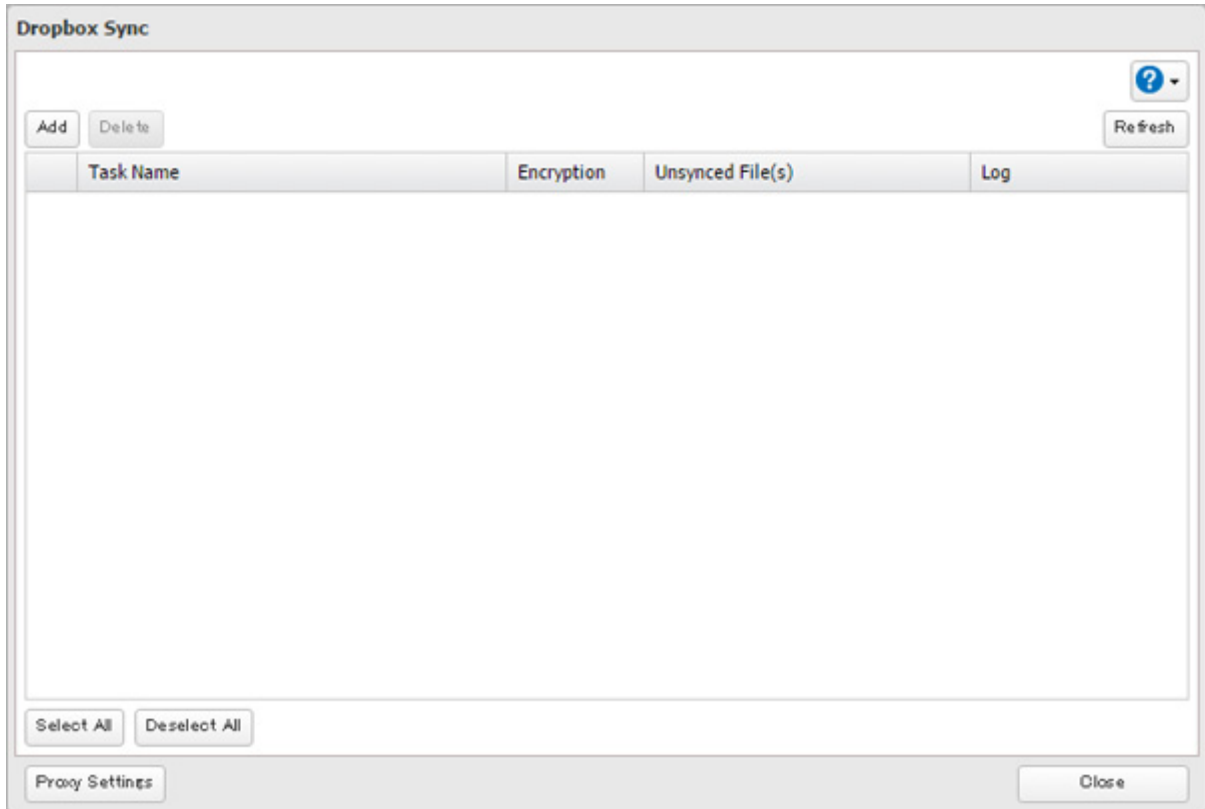 Dropbox Sync
?
Add Delete Refresh
Task Name Encryption Unsynced File(s) Log
Select All Deselect All
Proxy Settings Close